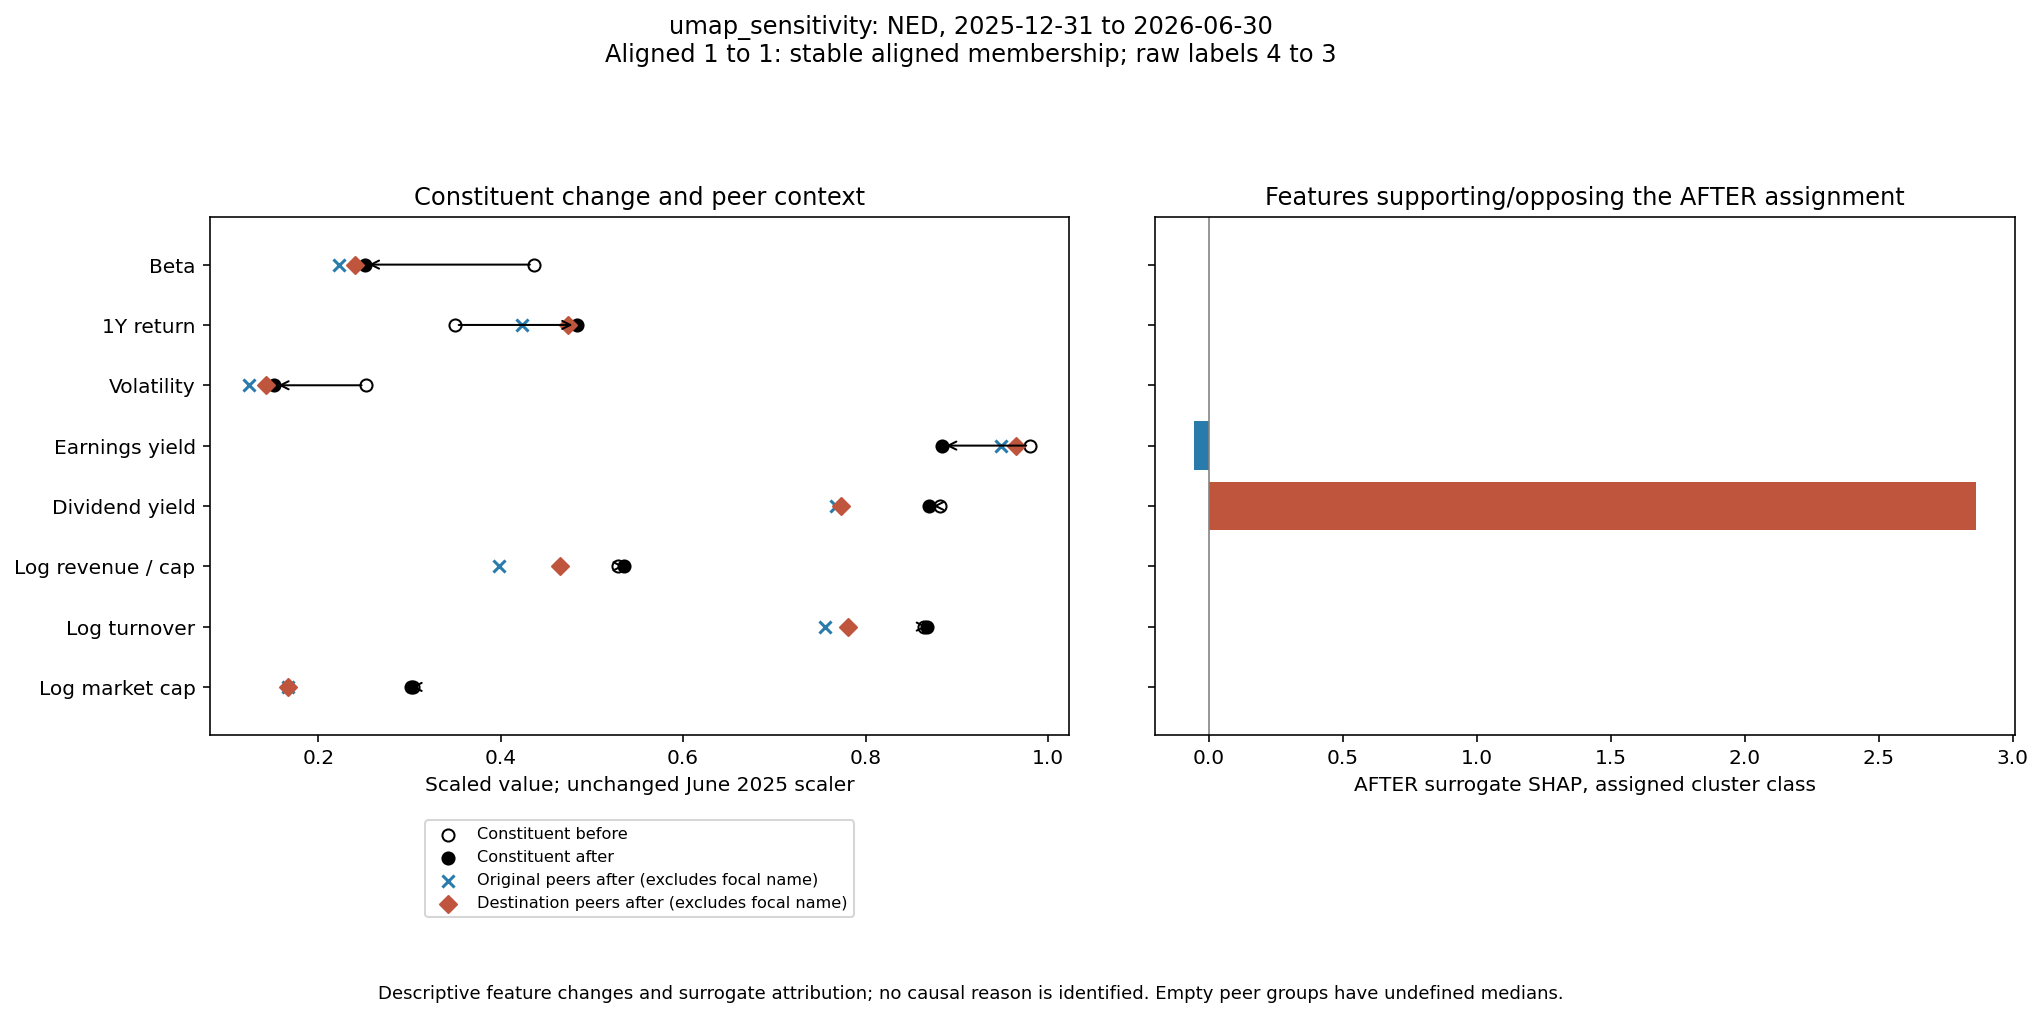 umap_sensitivity: NED, 2025-12-31 to 2026-06-30
Aligned 1 to 1: stable aligned membership; raw labels 4 to 3
Constituent change and peer context
Features supporting/opposing the AFTER assignment
Beta
1Y return
Volatility
Earnings yield
Dividend yield
Log revenue / cap
Log turnover
Log market cap
0.2 0.4 0.6 0.8 1.0
0.0 0.5 1.0 1.5 2.0 2.5 3.0
Scaled value; unchanged June 2025 scaler
AFTER surrogate SHAP, assigned cluster class
Constituent before
Constituent after
Original peers after (excludes focal name)
Destination peers after (excludes focal name)
Descriptive feature changes and surrogate attribution; no causal reason is identified. Empty peer groups have undefined medians.